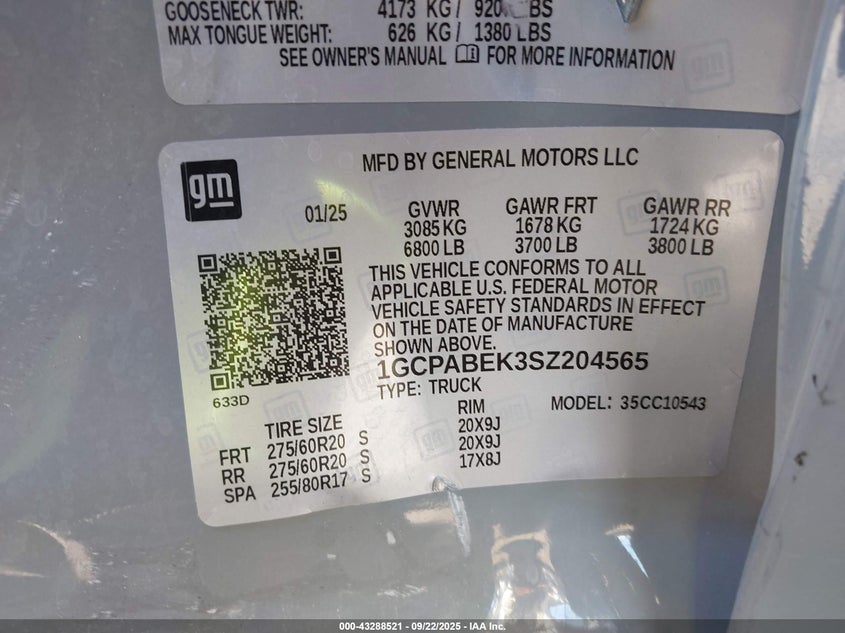 GOOSENECK TWR: 4173 KG / LBS
MAX TONGUE WEIGHT: 626 KG / 1380 LBS
SEE OWNER'S MANUAL FOR MORE INFORMATION
gm
MFD BY GENERAL MOTORS LLC
01/25
GVWR GAWR FRT GAWR RR
3085 KG 1678 KG 1724 KG
6800 LB 3700 LB 3800 LB
THIS VEHICLE CONFORMS TO ALL
APPLICABLE U.S. FEDERAL MOTOR
VEHICLE SAFETY STANDARDS IN EFFECT
ON THE DATE OF MANUFACTURE
SHOWN ABOVE.
1GCPABEK3SZ204565
TYPE: TRUCK
633D
MODEL: 35CC10543
TIRE SIZE RIM
FRT 275/60R20 S 20X9J
RR 275/60R20 S 20X9J
SPA 255/80R17 S 17X8J
000-43288521 - 09/22/2025 - IAA Inc.